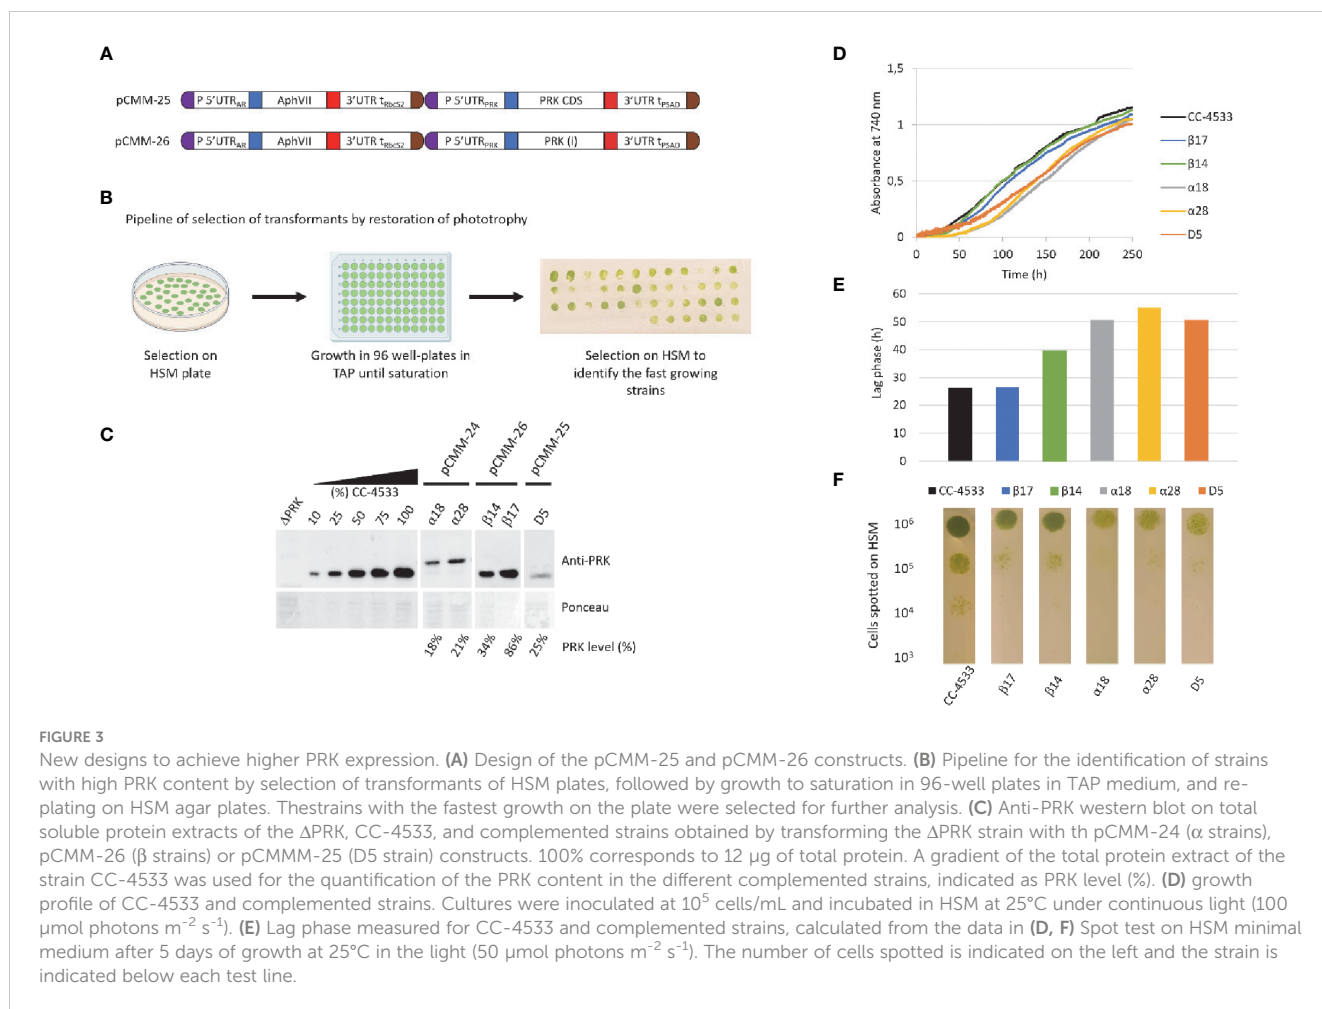 A
pCMM-25
P 5'UTR_AR AphVII 3'UTR t_RbcS2 P 5'UTR_PRK PRK CDS 3'UTR t_PSAD
pCMM-26
P 5'UTR_AR AphVII 3'UTR t_RbcS2 P 5'UTR_PRK PRK (i) 3'UTR t_PSAD
B
Pipeline of selection of transformants by restoration of phototrophy
Selection on
HSM plate
Growth in 96 well-plates in
TAP until saturation
Selection on HSM to
identify the fast growing
strains
C
pCMM-24
pCMM-26
pCMM-25
(%) CC-4533
ΔPRK 10 25 50 75 100 α18 α28 β14 β17 D5
Anti-PRK
Ponceau
18% 21% 34% 86% 25% PRK level (%)
D
1,5
1
0,5
0
Absorbance at 740 nm
0 50 100 150 200 250
Time (h)
CC-4533
β17
β14
α18
α28
D5
E
60
50
40
30
20
10
0
Lag phase (h)
CC-4533 β17 β14 α18 α28 D5
F
10⁶
10⁵
10⁴
10³
Cells spotted on HSM
CC-4533 β17 β14 α18 α28 D5
FIGURE 3
New designs to achieve higher PRK expression. (A) Design of the pCMM-25 and pCMM-26 constructs. (B) Pipeline for the identification of strains
with high PRK content by selection of transformants of HSM plates, followed by growth to saturation in 96-well plates in TAP medium, and re-
plating on HSM agar plates. Thestrains with the fastest growth on the plate were selected for further analysis. (C) Anti-PRK western blot on total
soluble protein extracts of the ΔPRK, CC-4533, and complemented strains obtained by transforming the ΔPRK strain with th pCMM-24 (α strains),
pCMM-26 (β strains) or pCMMM-25 (D5 strain) constructs. 100% corresponds to 12 µg of total protein. A gradient of the total protein extract of the
strain CC-4533 was used for the quantification of the PRK content in the different complemented strains, indicated as PRK level (%). (D) growth
profile of CC-4533 and complemented strains. Cultures were inoculated at 10⁵ cells/mL and incubated in HSM at 25°C under continuous light (100
µmol photons m⁻² s⁻¹). (E) Lag phase measured for CC-4533 and complemented strains, calculated from the data in (D, F) Spot test on HSM minimal
medium after 5 days of growth at 25°C in the light (50 µmol photons m⁻² s⁻¹). The number of cells spotted is indicated on the left and the strain is
indicated below each test line.